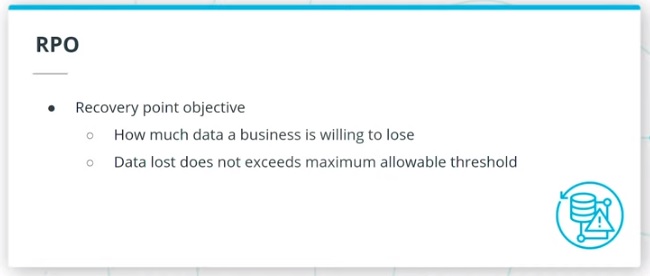 RPO
● Recovery point objective
○ How much data a business is willing to lose
○ Data lost does not exceeds maximum allowable threshold